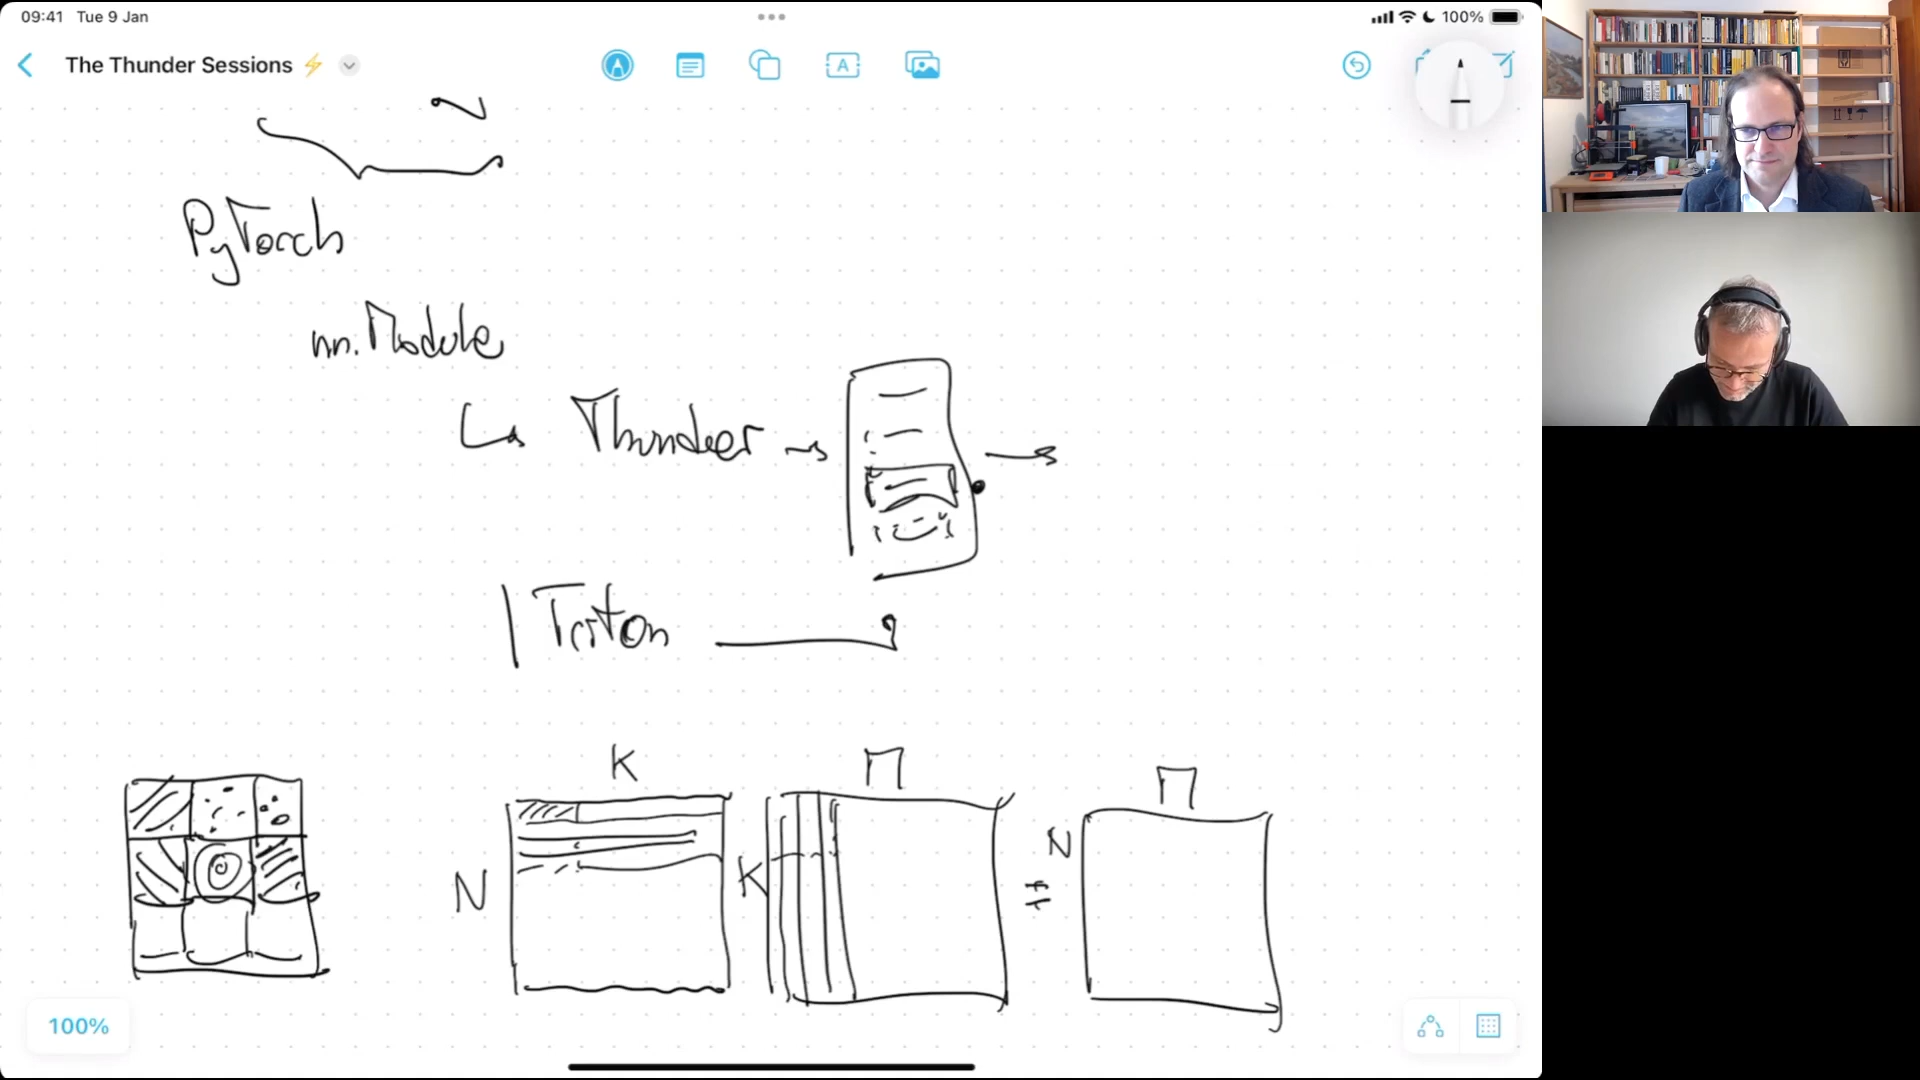 09:41 Tue 9 Jan
100%
The Thunder Sessions ⚡
A
PyTorch
nn.Module
Thunder
Triton
K
M
M
N
K
N
100%